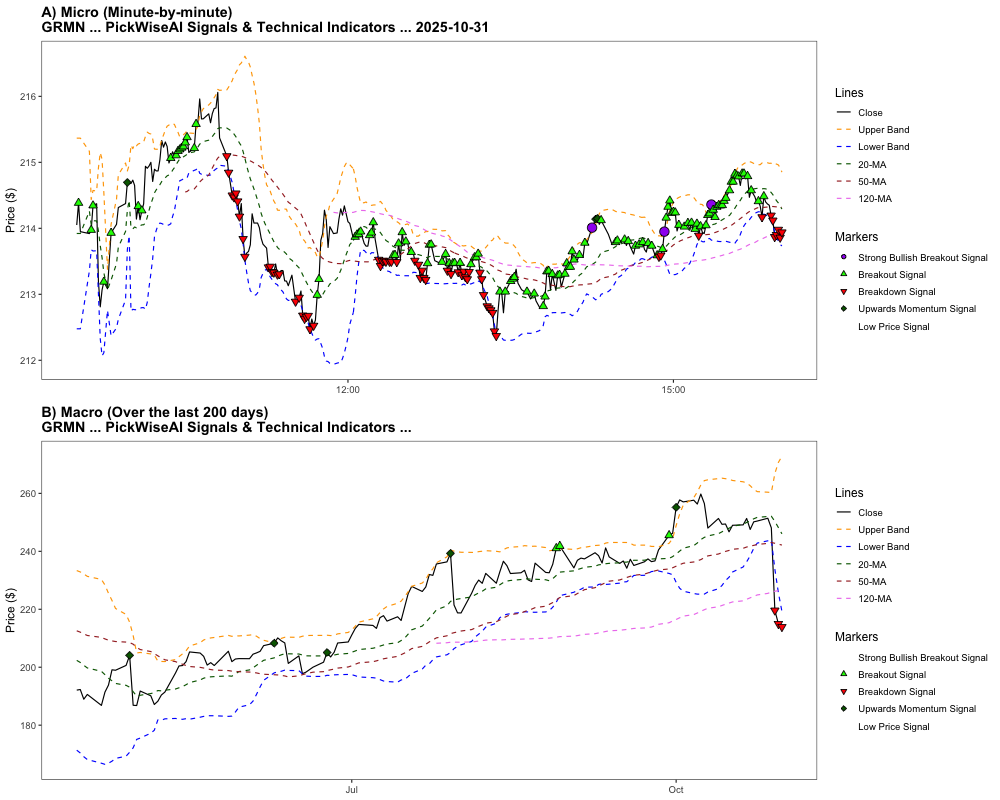 A) Micro (Minute-by-minute)
GRMN ... PickWiseAI Signals & Technical Indicators ... 2025-10-31
Price ($)
216
215
214
213
212
12:00
15:00
Lines
Close
Upper Band
Lower Band
20-MA
50-MA
120-MA
Markers
Strong Bullish Breakout Signal
Breakout Signal
Breakdown Signal
Upwards Momentum Signal
Low Price Signal
B) Macro (Over the last 200 days)
GRMN ... PickWiseAI Signals & Technical Indicators ...
Price ($)
260
240
220
200
180
Jul
Oct
Lines
Close
Upper Band
Lower Band
20-MA
50-MA
120-MA
Markers
Strong Bullish Breakout Signal
Breakout Signal
Breakdown Signal
Upwards Momentum Signal
Low Price Signal